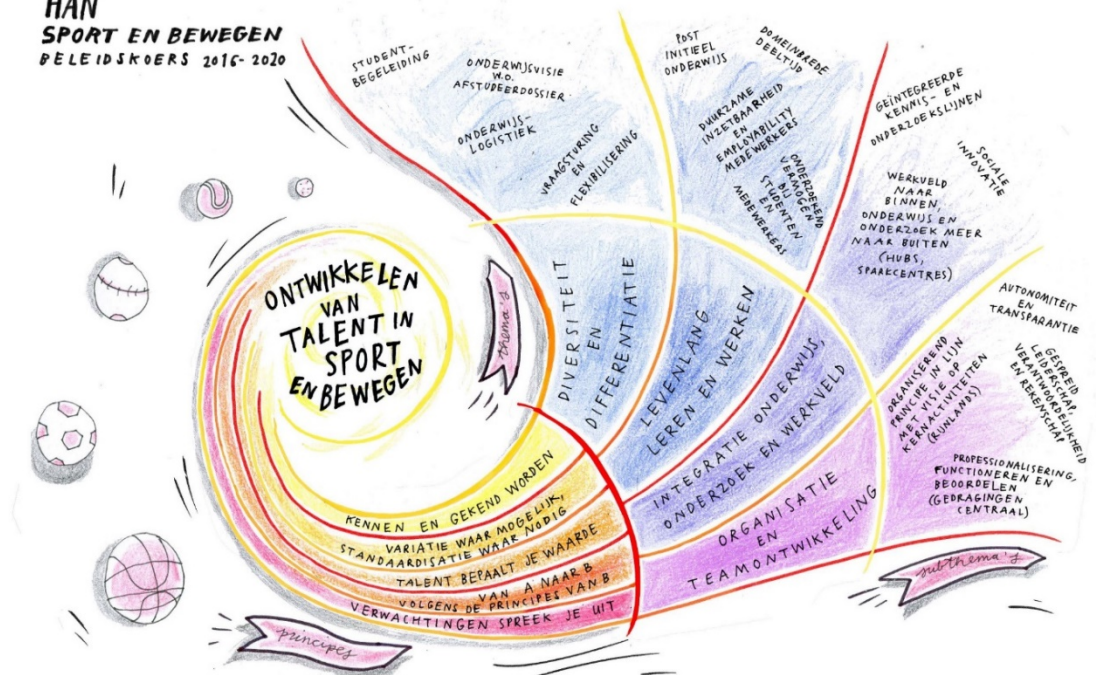 HAN
SPORT EN BEWEGEN
BELEIDSKOERS 2016-2020
ONTWIKKELEN
VAN
TALENT IN
SPORT
EN BEWEGEN
principes
KENNEN EN GEKEND WORDEN
VARIATIE WAAR MOGELIJK,
STANDAARDISATIE WAAR NODIG
TALENT BEPAALT JE WAARDE
VAN A NAAR B
VOLGENS DE PRINCIPES VAN B
VERWACHTINGEN SPREEK JE UIT
thema's
DIVERSITEIT
EN
DIFFERENTIATIE
LEVENLANG
LEREN EN WERKEN
INTEGRATIE ONDERWIJS,
ONDERZOEK EN WERKVELD
ORGANISATIE
EN
TEAMONTWIKKELING
subthema's
STUDENT-
BEGELEIDING
ONDERWIJSVISIE
W.O.
AFSTUDEERDOSSIER
ONDERWIJS-
LOGISTIEK
VRAAGSTURING
EN
FLEXIBILISERING
POST
INITIEEL
ONDERWIJS
DOMEINBREDE
DEELTIJD
DUURZAME
INZETBAARHEID
EN
EMPLOYABILITY
MEDEWERKERS
ONDERZOEKEND
VERMOGEN
BIJ
STUDENTEN
EN
MEDEWERKERS
GEÏNTEGREERDE
KENNIS- EN
ONDERZOEKSLIJNEN
SOCIALE
INNOVATIE
WERKVELD
NAAR
BINNEN,
ONDERWIJS EN
ONDERZOEK MEER
NAAR BUITEN
(HUBS,
SPARKCENTRES)
AUTONOMITEIT
EN
TRANSPARANTIE
ORGANISEREND
PRINCIPE IN LIJN
MET VISIE OP
KERNACTIVITEITEN
(RIJNLANDS)
GESPREID
LEIDERSCHAP,
VERANTWOORDELIJKHEID
EN REKENSCHAP
PROFESSIONALISERING,
FUNCTIONEREN EN
BEOORDELEN
(GEDRAGINGEN
CENTRAAL)